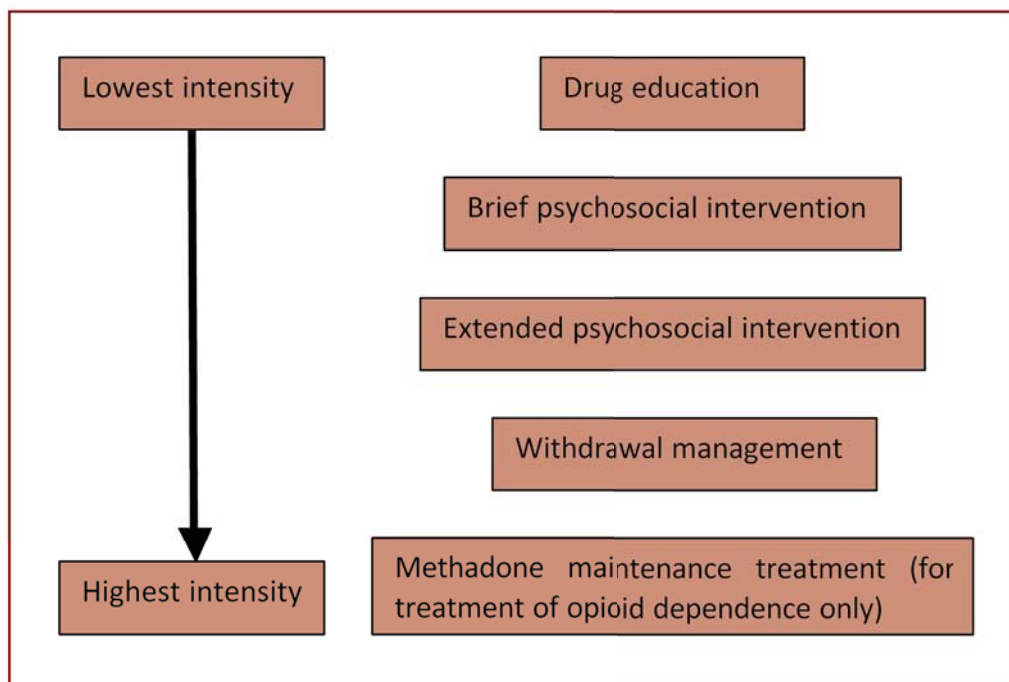 Lowest intensity
Drug education
Brief psychosocial intervention
Extended psychosocial intervention
Withdrawal management
Highest intensity
Methadone maintenance treatment (for
treatment of opioid dependence only)